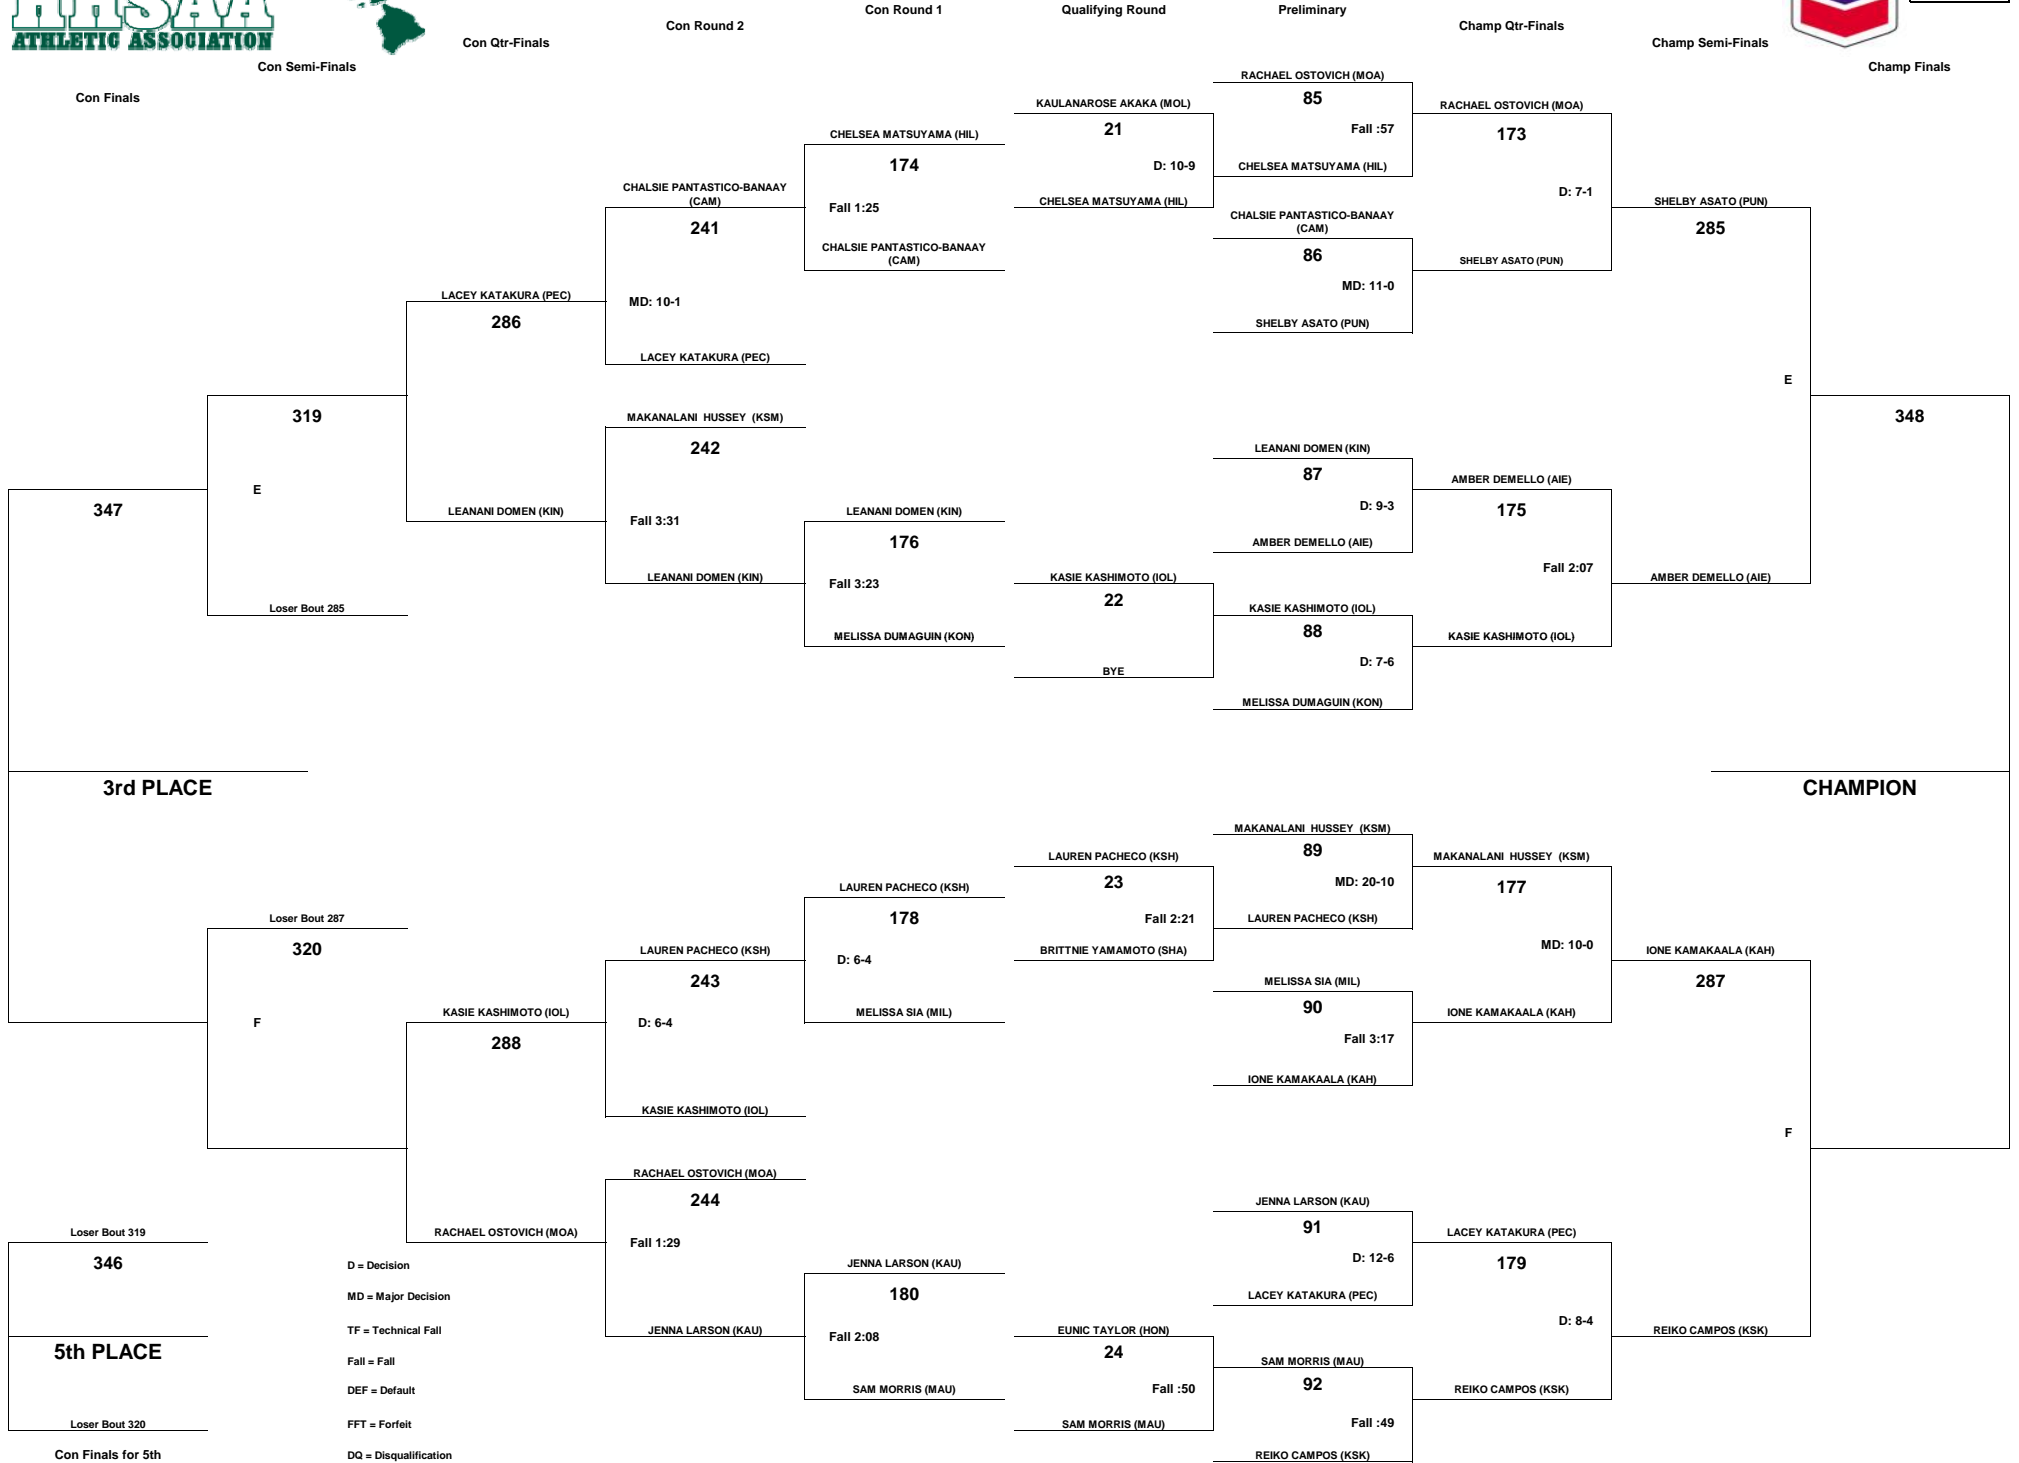 HHSAA
ATHLETIC ASSOCIATION
Con Finals
Con Semi-Finals
Con Qtr-Finals
Con Round 2
Con Round 1
Qualifying Round
Preliminary
Champ Qtr-Finals
Champ Semi-Finals
Champ Finals
RACHAEL OSTOVICH (MOA)
85
Fall :57
CHELSEA MATSUYAMA (HIL)
KAULANAROSE AKAKA (MOL)
21
D: 10-9
CHELSEA MATSUYAMA (HIL)
RACHAEL OSTOVICH (MOA)
173
D: 7-1
SHELBY ASATO (PUN)
CHELSEA MATSUYAMA (HIL)
174
Fall 1:25
CHALSIE PANTASTICO-BANAAY
(CAM)
CHALSIE PANTASTICO-BANAAY
(CAM)
241
MD: 10-1
LACEY KATAKURA (PEC)
CHALSIE PANTASTICO-BANAAY
(CAM)
86
MD: 11-0
SHELBY ASATO (PUN)
SHELBY ASATO (PUN)
285
E
AMBER DEMELLO (AIE)
LACEY KATAKURA (PEC)
286
LEANANI DOMEN (KIN)
319
E
Loser Bout 285
MAKANALANI HUSSEY (KSM)
242
Fall 3:31
LEANANI DOMEN (KIN)
348
LEANANI DOMEN (KIN)
87
D: 9-3
AMBER DEMELLO (AIE)
AMBER DEMELLO (AIE)
175
Fall 2:07
KASIE KASHIMOTO (IOL)
347
LEANANI DOMEN (KIN)
176
Fall 3:23
MELISSA DUMAGUIN (KON)
KASIE KASHIMOTO (IOL)
22
BYE
KASIE KASHIMOTO (IOL)
88
D: 7-6
MELISSA DUMAGUIN (KON)
3rd PLACE
CHAMPION
MAKANALANI HUSSEY (KSM)
89
MD: 20-10
LAUREN PACHECO (KSH)
LAUREN PACHECO (KSH)
23
Fall 2:21
BRITTNIE YAMAMOTO (SHA)
MAKANALANI HUSSEY (KSM)
177
MD: 10-0
IONE KAMAKAALA (KAH)
LAUREN PACHECO (KSH)
178
D: 6-4
MELISSA SIA (MIL)
Loser Bout 287
320
F
LAUREN PACHECO (KSH)
243
D: 6-4
KASIE KASHIMOTO (IOL)
IONE KAMAKAALA (KAH)
287
F
REIKO CAMPOS (KSK)
MELISSA SIA (MIL)
90
Fall 3:17
IONE KAMAKAALA (KAH)
KASIE KASHIMOTO (IOL)
288
RACHAEL OSTOVICH (MOA)
RACHAEL OSTOVICH (MOA)
244
Fall 1:29
JENNA LARSON (KAU)
JENNA LARSON (KAU)
91
D: 12-6
LACEY KATAKURA (PEC)
LACEY KATAKURA (PEC)
179
D: 8-4
REIKO CAMPOS (KSK)
JENNA LARSON (KAU)
180
Fall 2:08
SAM MORRIS (MAU)
EUNIC TAYLOR (HON)
24
Fall :50
SAM MORRIS (MAU)
SAM MORRIS (MAU)
92
Fall :49
REIKO CAMPOS (KSK)
Loser Bout 319
346
5th PLACE
Loser Bout 320
Con Finals for 5th
D = Decision
MD = Major Decision
TF = Technical Fall
Fall = Fall
DEF = Default
FFT = Forfeit
DQ = Disqualification